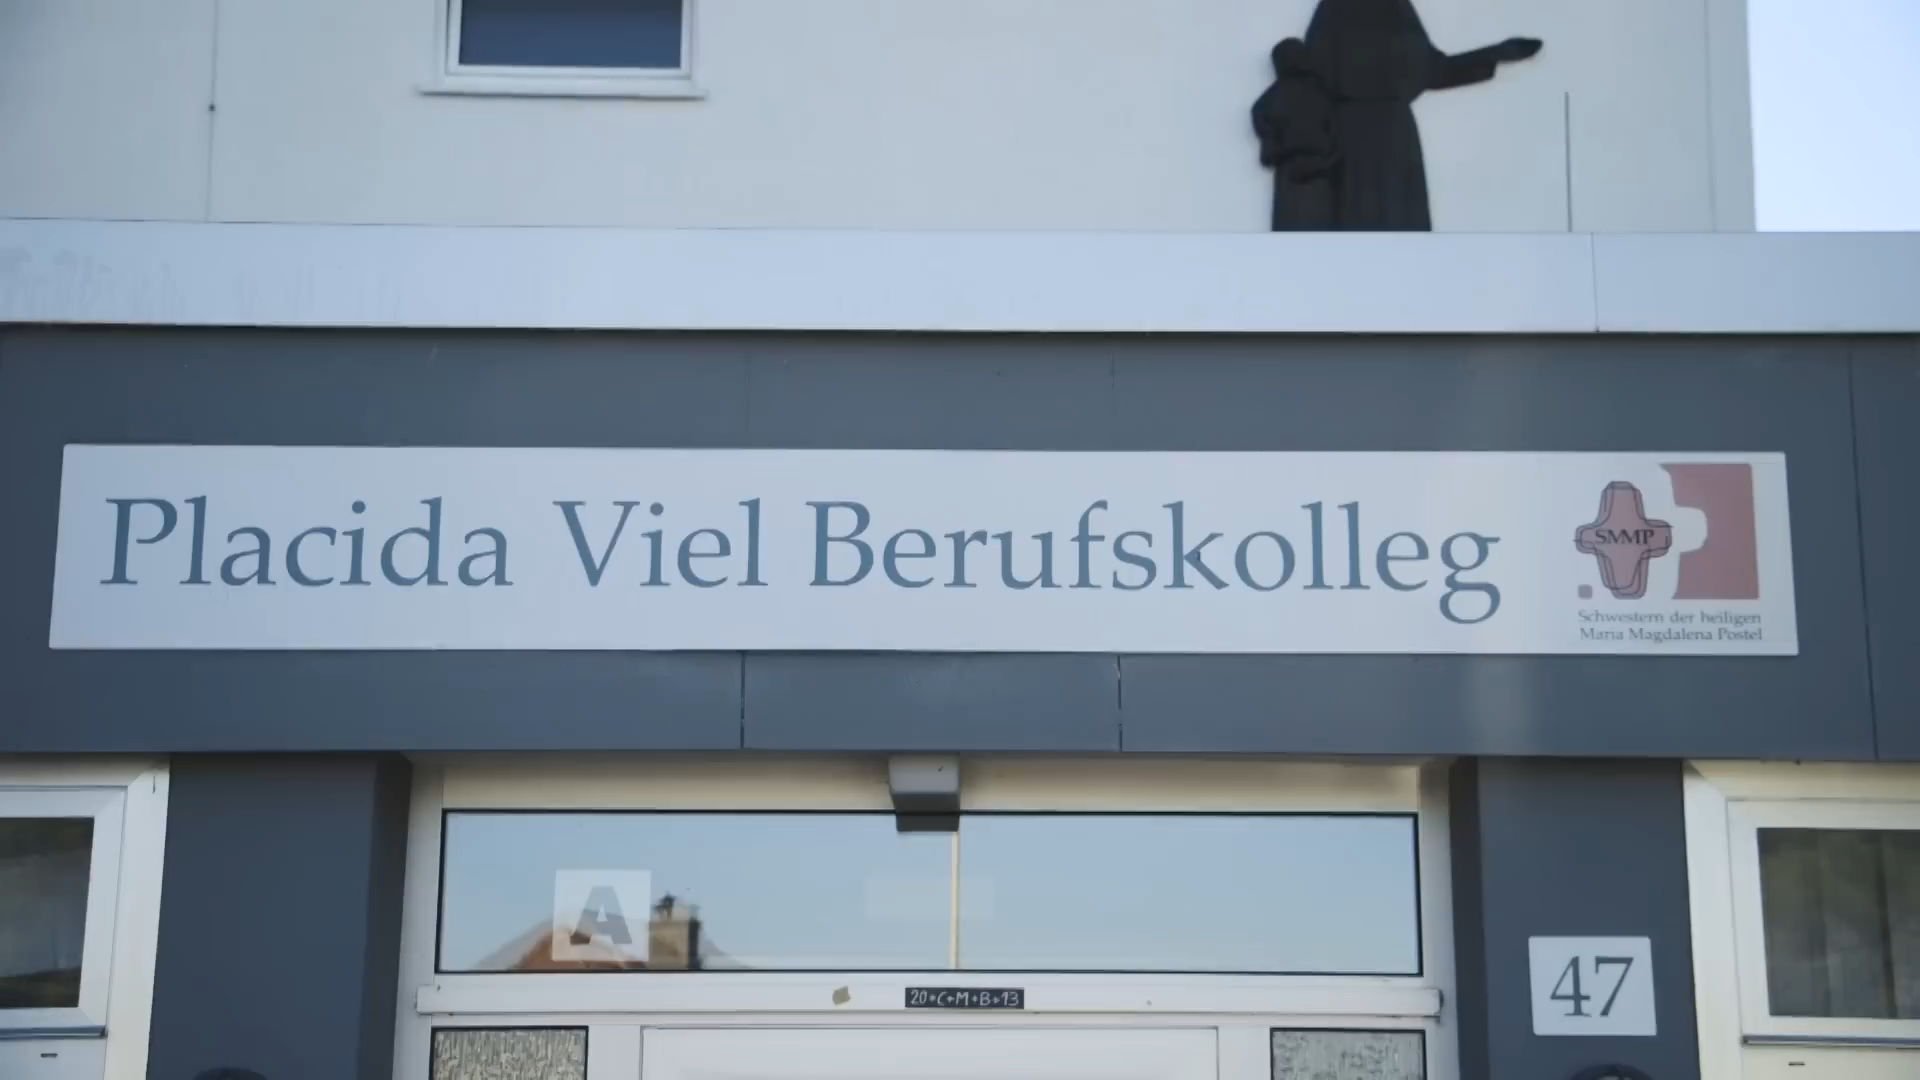 Placida Viel Berufskolleg
SMMP
Schwestern der heiligen
Maria Magdalena Postel
A
20*C+M+B+13
47